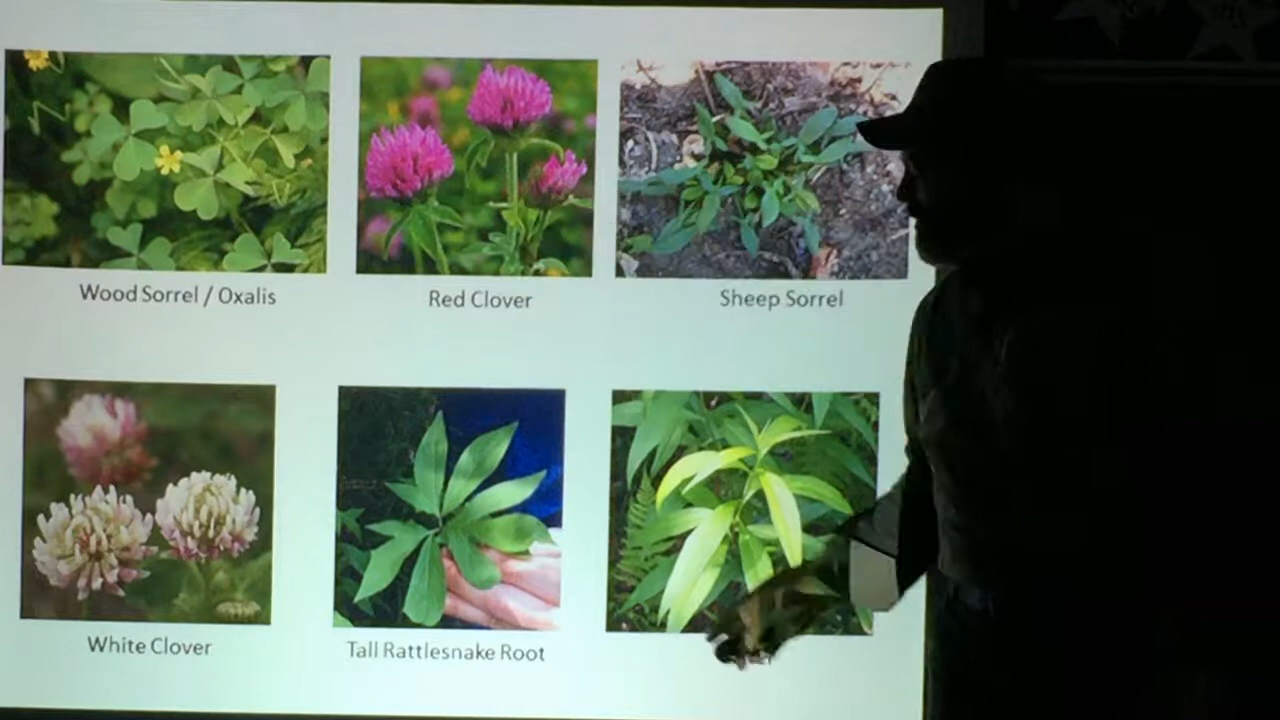 Wood Sorrel / Oxalis
Red Clover
Sheep Sorrel
White Clover
Tall Rattlesnake Root